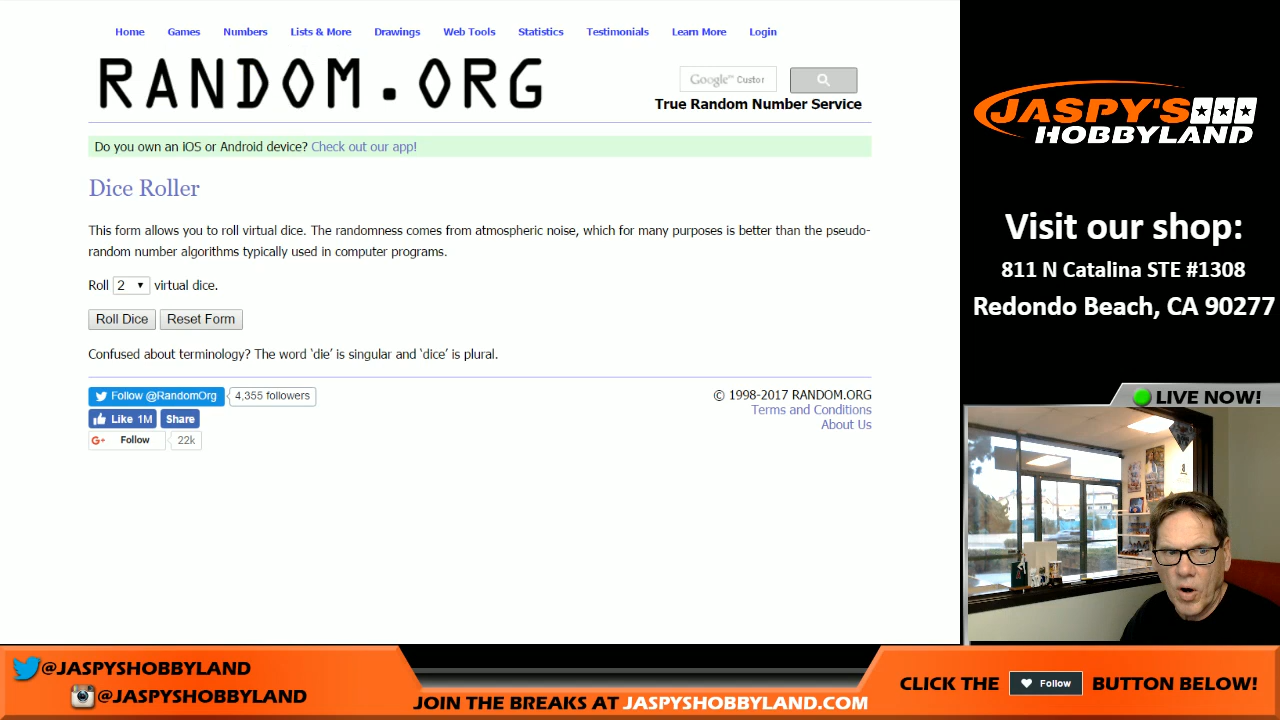 Home Games Numbers Lists & More Drawings Web Tools Statistics Testimonials Learn More Login
RANDOM.ORG
Google™ Custor
True Random Number Service
Do you own an iOS or Android device? Check out our app!
Dice Roller
This form allows you to roll virtual dice. The randomness comes from atmospheric noise, which for many purposes is better than the pseudo-
random number algorithms typically used in computer programs.
Roll 2 virtual dice.
Roll Dice Reset Form
Confused about terminology? The word ‘die’ is singular and ‘dice’ is plural.
Follow @RandomOrg 4,355 followers
Like 1M Share
G+ Follow 22k
© 1998-2017 RANDOM.ORG
Terms and Conditions
About Us
JASPY'S
HOBBYLAND
Visit our shop:
811 N Catalina STE #1308
Redondo Beach, CA 90277
LIVE NOW!
@JASPYSHOBBYLAND
@JASPYSHOBBYLAND
JOIN THE BREAKS AT JASPYSHOBBYLAND.COM
CLICK THE Follow BUTTON BELOW!